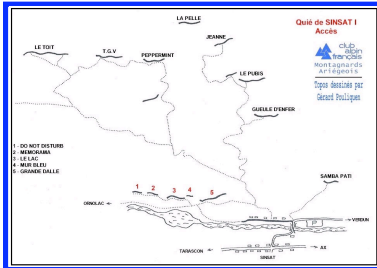 LA PELLE
Quié de SINSAT I
Accès
JEANNE
club
alpin
français
Montagnards
Ariégeois
Topos dessinés par
Gérard Pouliquen
LE TOIT
T.G.V
PEPPERMINT
LE PUBIS
GUEULE D'ENFER
1 - DO NOT DISTURB
2 - MEMORAMA
3 - LE LAC
4 - MUR BLEU
5 - GRANDE DALLE
SAMBA PATI
1 2 3 4 5
ORNOLAC
VERDUN
TARASCON
SINSAT
AX